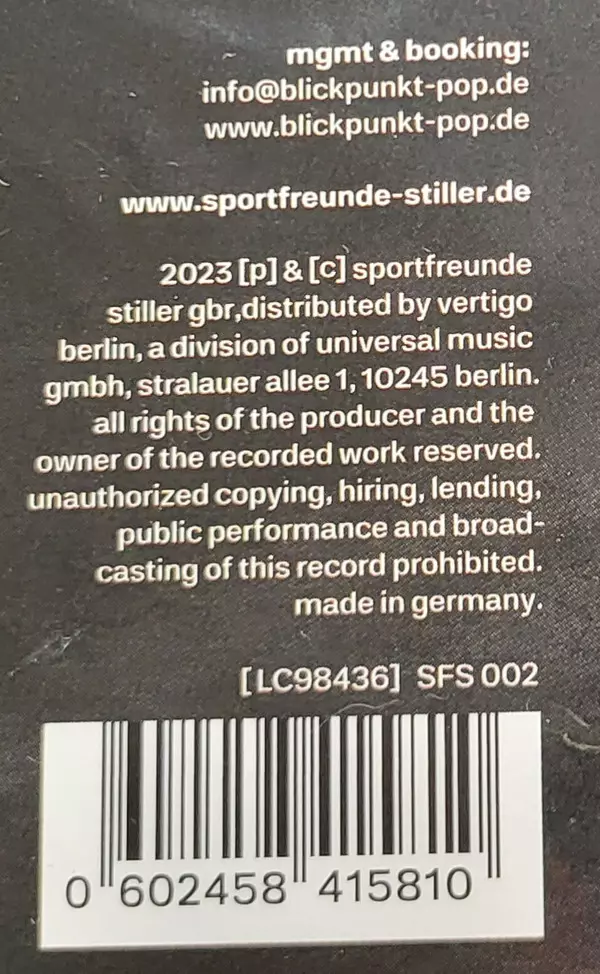 mgmt & booking:
info@blickpunkt-pop.de
www.blickpunkt-pop.de
www.sportfreunde-stiller.de
2023 [p] & [c] sportfreunde
stiller gbr,distributed by vertigo
berlin, a division of universal music
gmbh, stralauer allee 1, 10245 berlin.
all rights of the producer and the
owner of the recorded work reserved.
unauthorized copying, hiring, lending,
public performance and broad-
casting of this record prohibited.
made in germany.
[LC98436] SFS 002
0 602458 415810